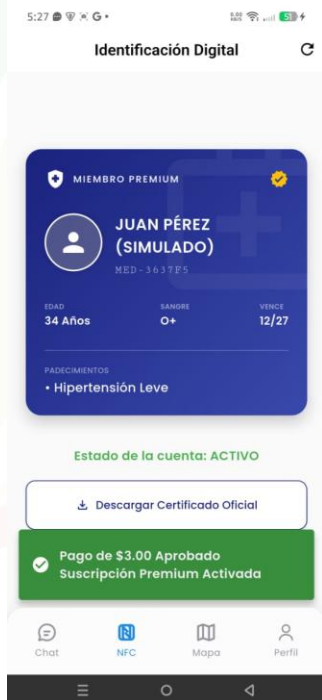 5:27
51
Identificación Digital
MIEMBRO PREMIUM
JUAN PÉREZ
(SIMULADO)
MED-3637F5
EDAD
SANGRE
VENCE
34 Años
O+
12/27
PADECIMIENTOS
• Hipertensión Leve
Estado de la cuenta: ACTIVO
Descargar Certificado Oficial
Pago de $3.00 Aprobado
Suscripción Premium Activada
Chat
NFC
Mapa
Perfil